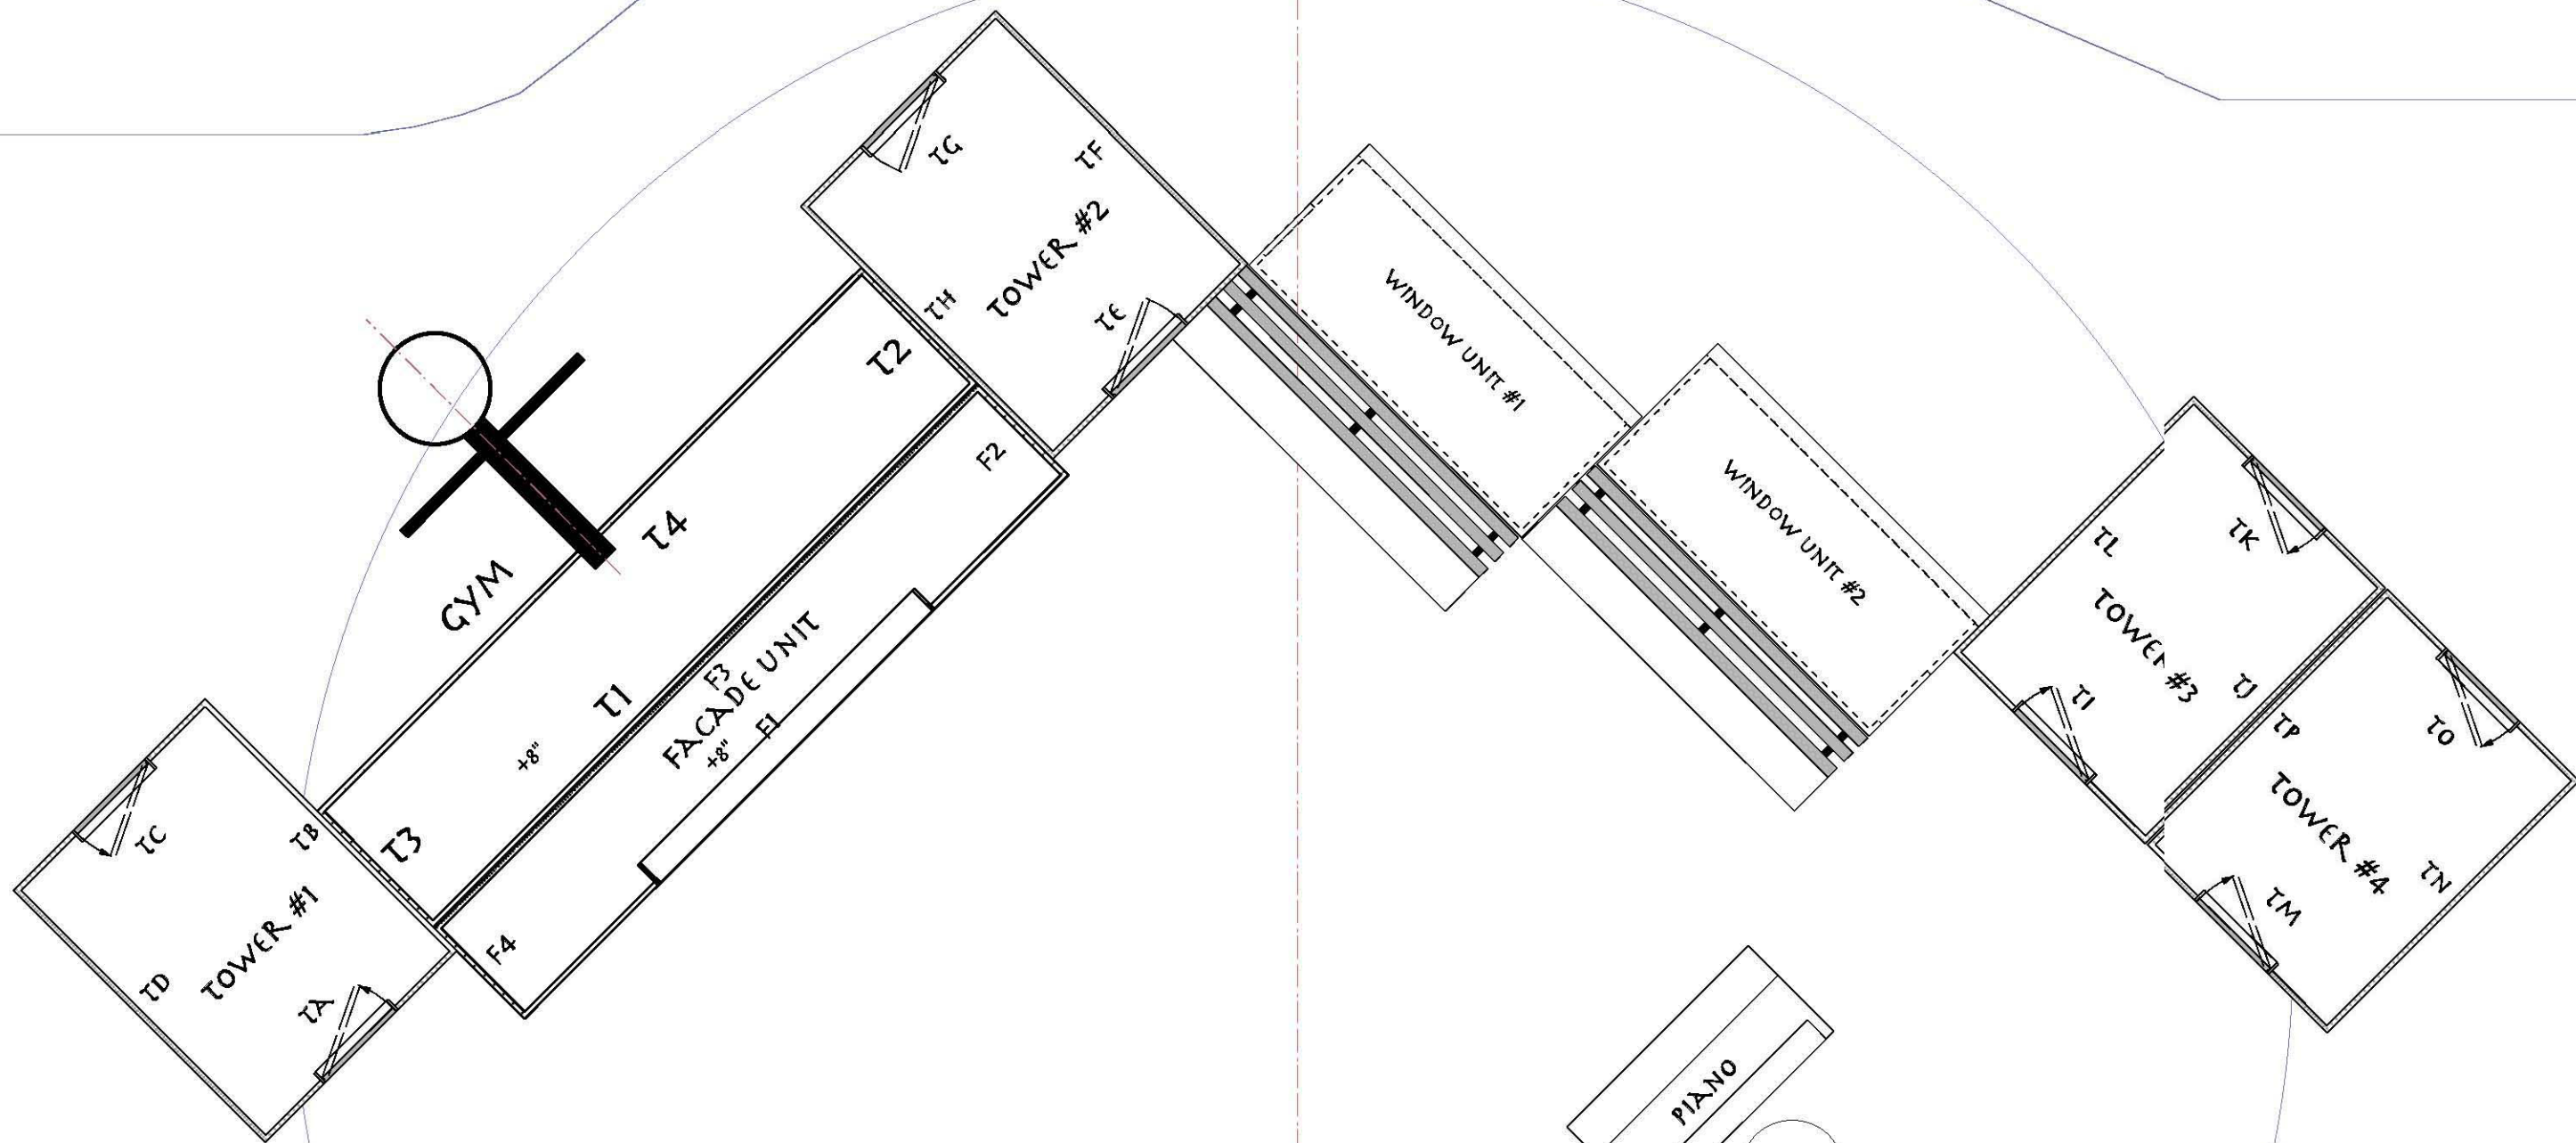 TG
TF
TOWER #2
TH
TE
WINDOW UNIT #1
T2
F2
WINDOW UNIT #2
T4
GYM
T1
F3
FACADE UNIT
F1
+8"
+8"
T3
F4
TB
TC
TOWER #1
TD
TA
TL
TK
TOWER #3
TI
TJ
TP
TO
TOWER #4
TN
TM
PIANO